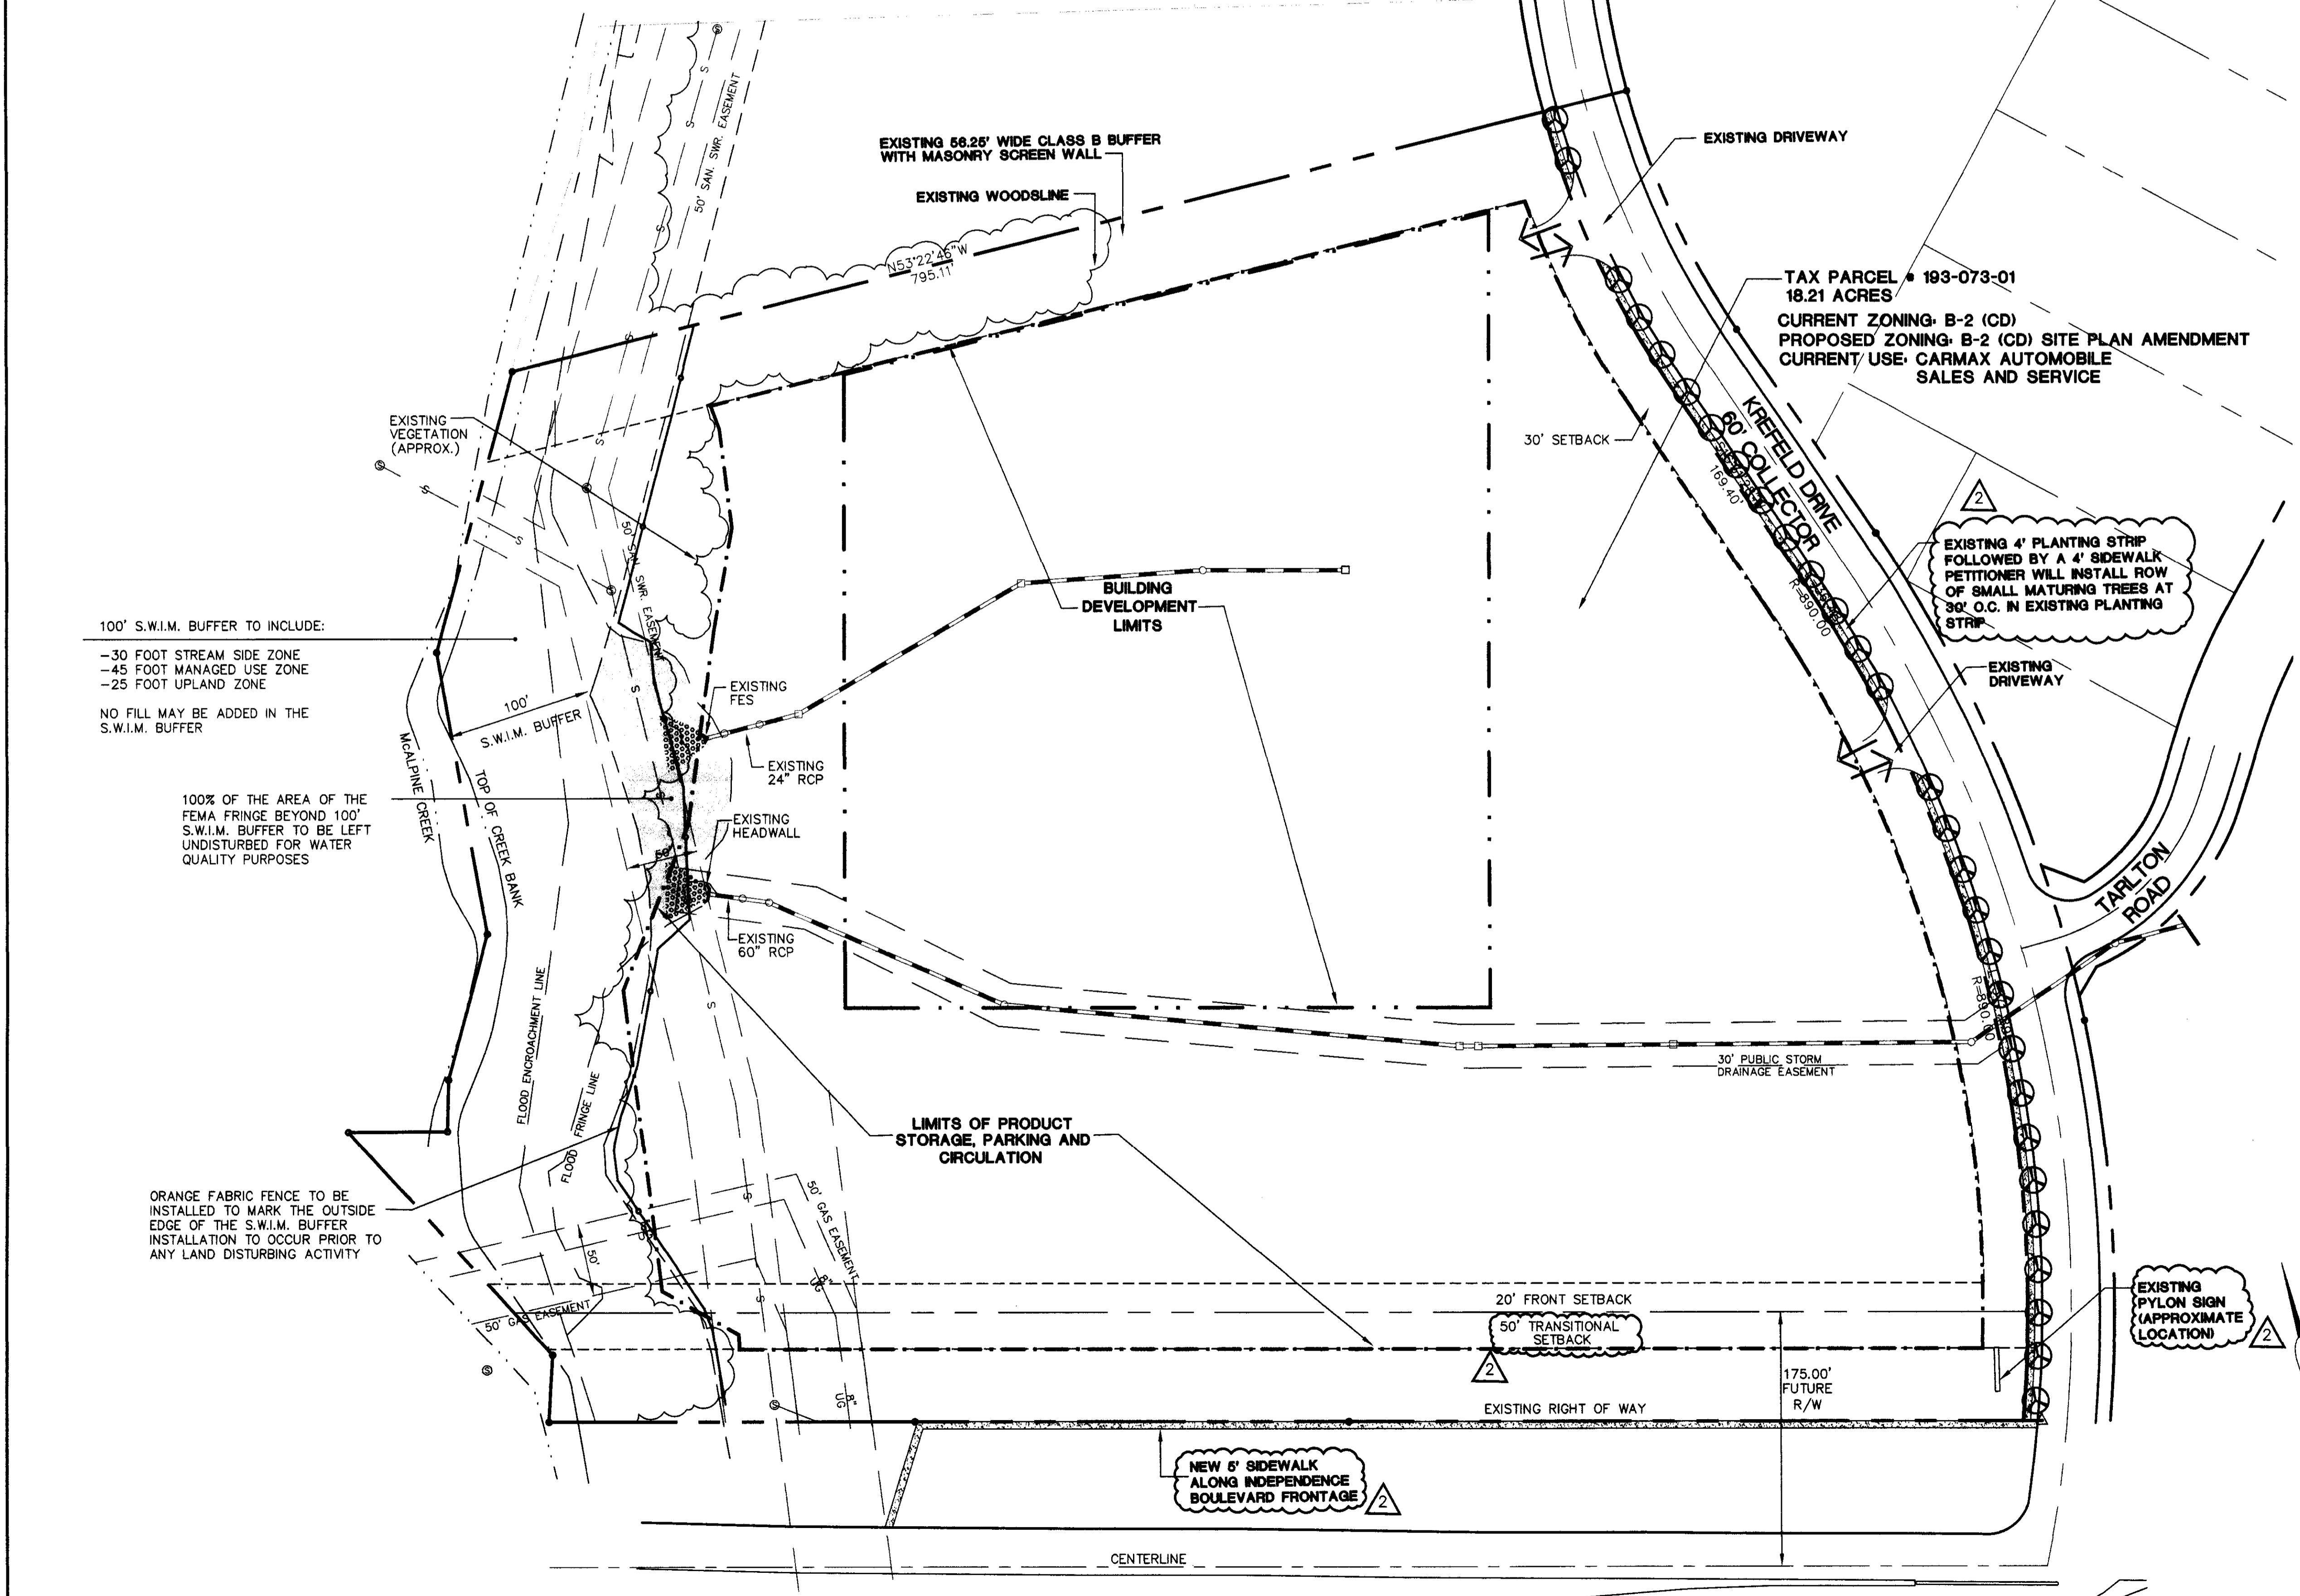 50' SAN. SWR. EASEMENT
EXISTING 56.25' WIDE CLASS B BUFFER
WITH MASONRY SCREEN WALL
EXISTING WOODSLINE
N53°22'46"W
795.11'
EXISTING DRIVEWAY
TAX PARCEL # 193-073-01
18.21 ACRES
CURRENT ZONING: B-2 (CD)
PROPOSED ZONING: B-2 (CD) SITE PLAN AMENDMENT
CURRENT USE: CARMAX AUTOMOBILE
SALES AND SERVICE
EXISTING
VEGETATION
(APPROX.)
30' SETBACK
KREFELD DRIVE
60' COLLECTOR
169.40'
R=890.00
2
EXISTING 4' PLANTING STRIP
FOLLOWED BY A 4' SIDEWALK
PETITIONER WILL INSTALL ROW
OF SMALL MATURING TREES AT
30' O.C. IN EXISTING PLANTING
STRIP
EXISTING
DRIVEWAY
50' SAN. SWR. EASEMENT
BUILDING
DEVELOPMENT
LIMITS
100' S.W.I.M. BUFFER TO INCLUDE:
-30 FOOT STREAM SIDE ZONE
-45 FOOT MANAGED USE ZONE
-25 FOOT UPLAND ZONE
NO FILL MAY BE ADDED IN THE
S.W.I.M. BUFFER
100'
S.W.I.M. BUFFER
EXISTING
FES
EXISTING
24" RCP
McALPINE CREEK
TOP OF CREEK BANK
100% OF THE AREA OF THE
FEMA FRINGE BEYOND 100'
S.W.I.M. BUFFER TO BE LEFT
UNDISTURBED FOR WATER
QUALITY PURPOSES
EXISTING
HEADWALL
50'
EXISTING
60" RCP
TARLTON
ROAD
R=890.00
FLOOD ENCROACHMENT LINE
FLOOD FRINGE LINE
30' PUBLIC STORM
DRAINAGE EASEMENT
LIMITS OF PRODUCT
STORAGE, PARKING AND
CIRCULATION
ORANGE FABRIC FENCE TO BE
INSTALLED TO MARK THE OUTSIDE
EDGE OF THE S.W.I.M. BUFFER
INSTALLATION TO OCCUR PRIOR TO
ANY LAND DISTURBING ACTIVITY
50'
50' GAS EASEMENT
8"
UG
50' GAS EASEMENT
20' FRONT SETBACK
50' TRANSITIONAL
SETBACK
2
EXISTING
PYLON SIGN
(APPROXIMATE
LOCATION)
2
175.00'
FUTURE
R/W
8"
UG
EXISTING RIGHT OF WAY
NEW 5' SIDEWALK
ALONG INDEPENDENCE
BOULEVARD FRONTAGE
2
CENTERLINE